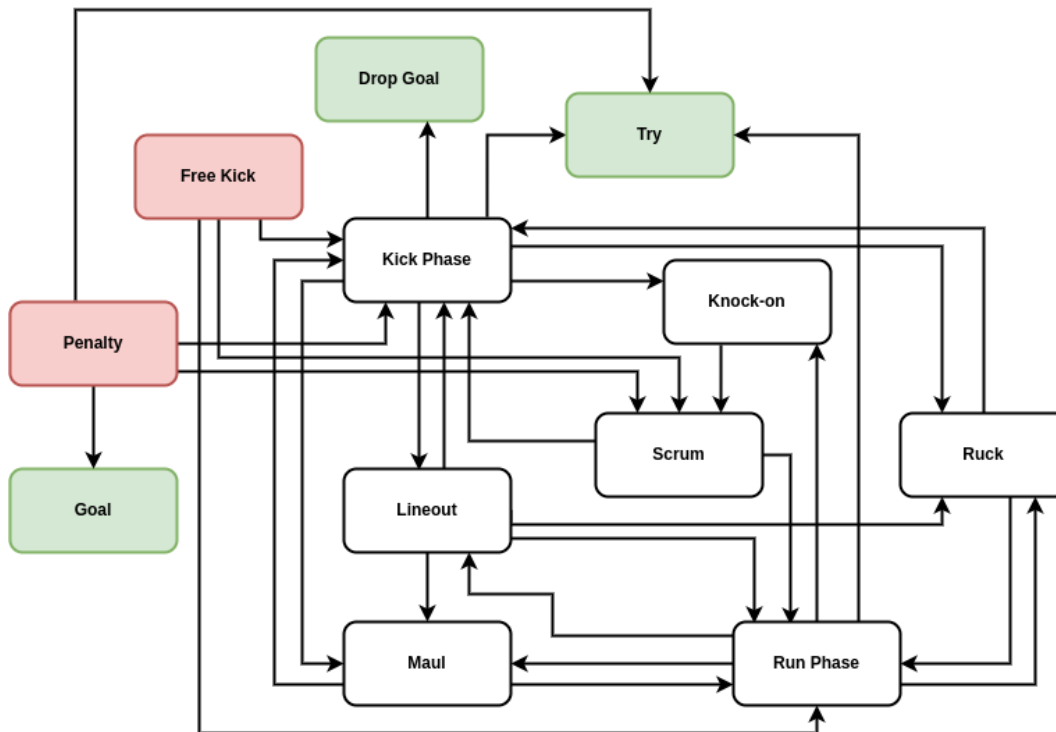 Drop Goal
Try
Free Kick
Kick Phase
Knock-on
Penalty
Scrum
Ruck
Goal
Lineout
Maul
Run Phase